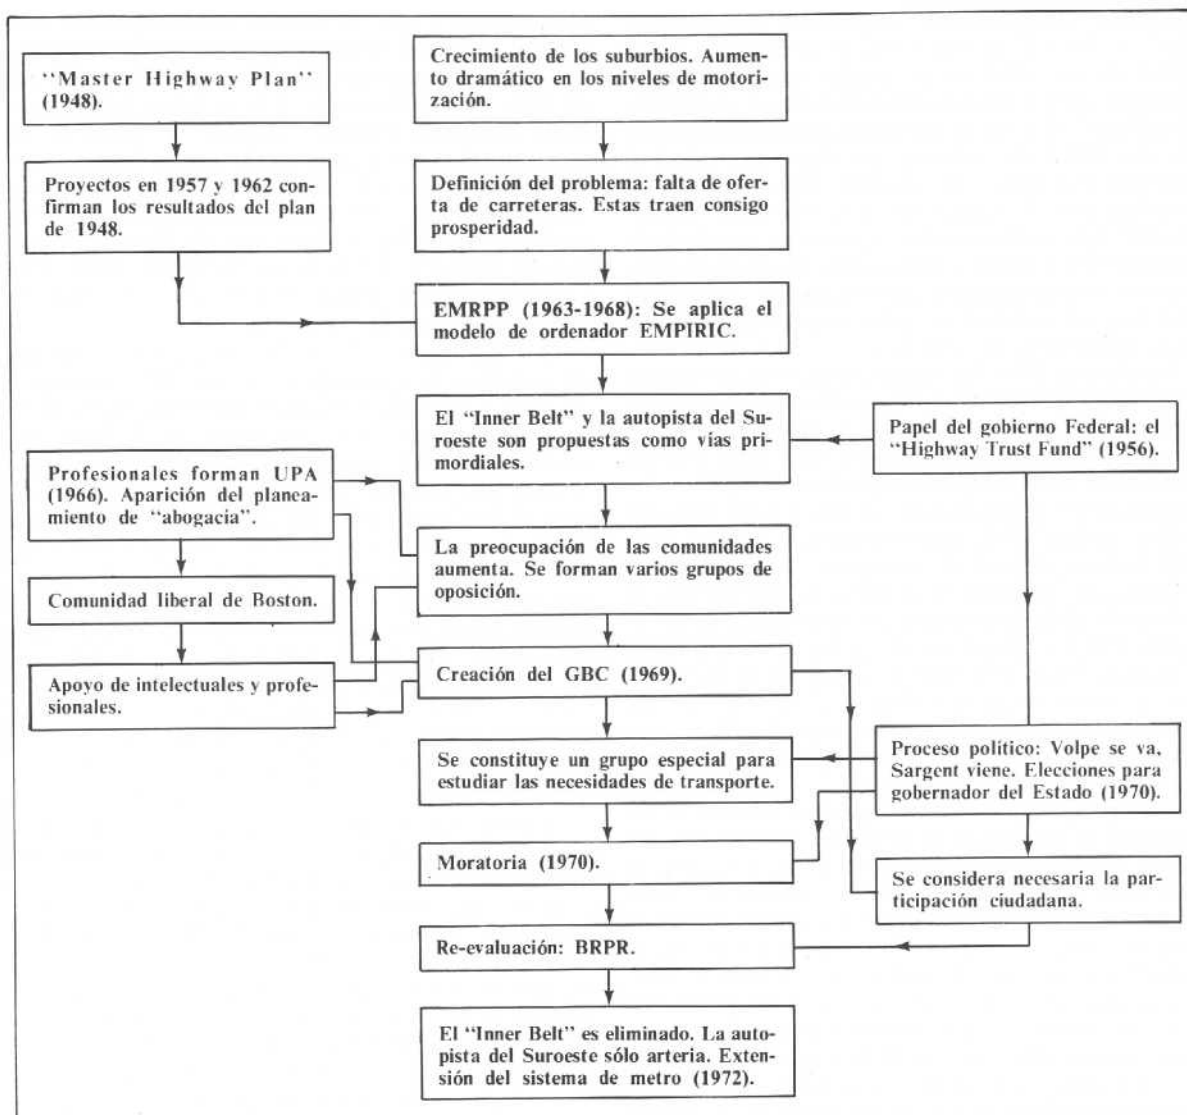 "Master Highway Plan"
(1948).
Crecimiento de los suburbios. Aumen-
to dramático en los niveles de motori-
zación.
Proyectos en 1957 y 1962 con-
firman los resultados del plan
de 1948.
Definición del problema: falta de ofer-
ta de carreteras. Estas traen consigo
prosperidad.
EMRPP (1963-1968): Se aplica el
modelo de ordenador EMPIRIC.
El "Inner Belt" y la autopista del Su-
roeste son propuestas como vías pri-
mordiales.
Papel del gobierno Federal: el
"Highway Trust Fund" (1956).
Profesionales forman UPA
(1966). Aparición del planea-
miento de "abogacia".
La preocupación de las comunidades
aumenta. Se forman varios grupos de
oposición.
Comunidad liberal de Boston.
Apoyo de intelectuales y profe-
sionales.
Creación del GBC (1969).
Se constituye un grupo especial para
estudiar las necesidades de transporte.
Proceso político: Volpe se va,
Sargent viene. Elecciones para
gobernador del Estado (1970).
Moratoria (1970).
Se considera necesaria la par-
ticipación ciudadana.
Re-evaluación: BRPR.
El "Inner Belt" es eliminado. La auto-
pista del Suroeste sólo arteria. Exten-
sión del sistema de metro (1972).